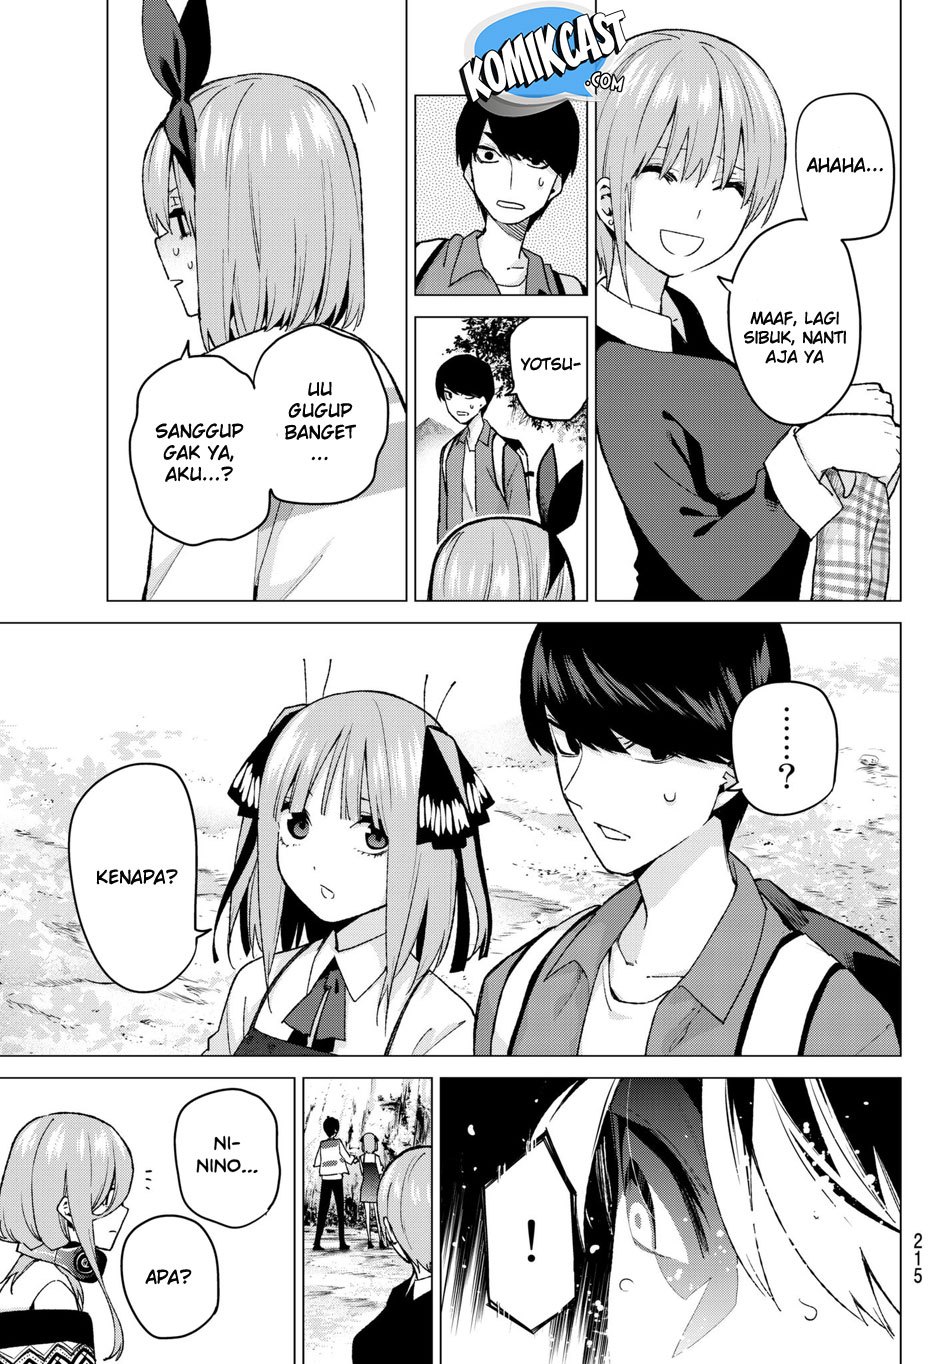 KOMIKCAST
.COM
AHAHA...
MAAF, LAGI
SIBUK, NANTI
AJA YA
YOTSU-
UU
GUGUP
BANGET
...
SANGGUP
GAK YA,
AKU...?
........?
KENAPA?
!
NI-
NINO...
APA?
215